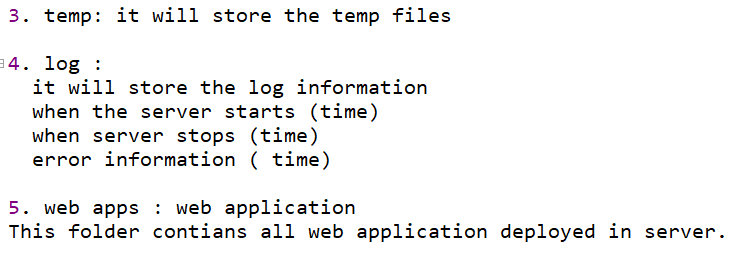 3. temp: it will store the temp files
4. log :
it will store the log information
when the server starts (time)
when server stops (time)
error information ( time)
5. web apps : web application
This folder contians all web application deployed in server.